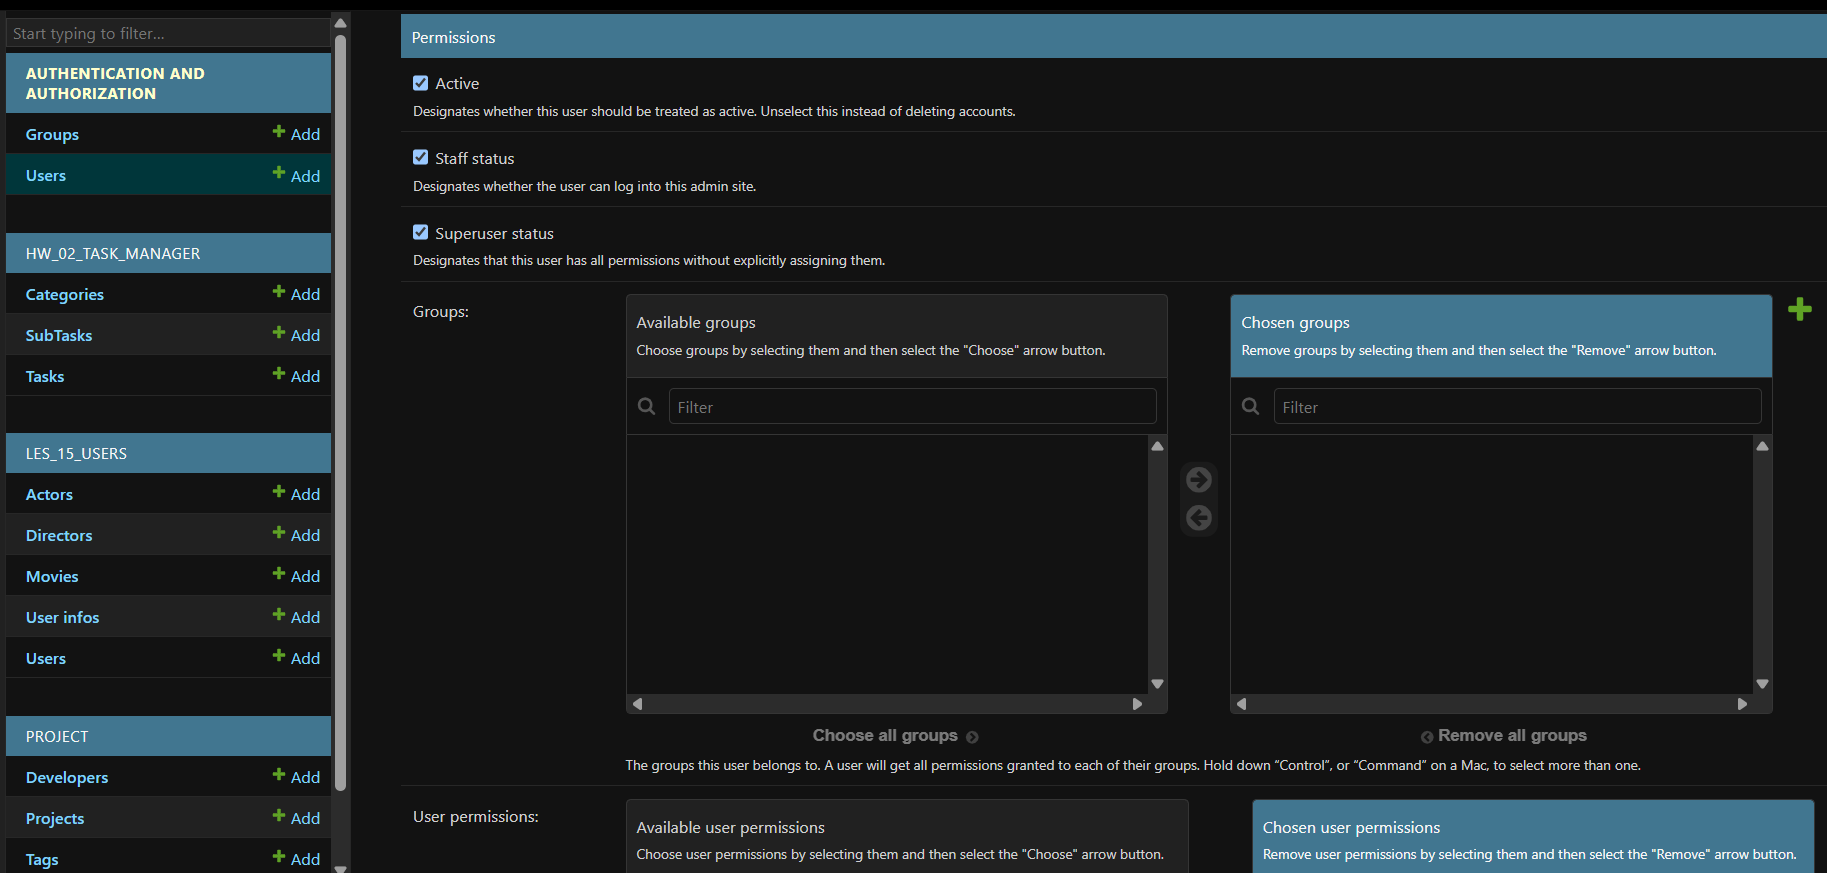 Start typing to filter...
AUTHENTICATION AND
AUTHORIZATION
Groups
Add
Users
Add
HW_02_TASK_MANAGER
Categories
Add
SubTasks
Add
Tasks
Add
LES_15_USERS
Actors
Add
Directors
Add
Movies
Add
User infos
Add
Users
Add
PROJECT
Developers
Add
Projects
Add
Tags
Add
Permissions
Active
Designates whether this user should be treated as active. Unselect this instead of deleting accounts.
Staff status
Designates whether the user can log into this admin site.
Superuser status
Designates that this user has all permissions without explicitly assigning them.
Groups:
Available groups
Choose groups by selecting them and then select the "Choose" arrow button.
Filter
Choose all groups
Chosen groups
Remove groups by selecting them and then select the "Remove" arrow button.
Filter
Remove all groups
The groups this user belongs to. A user will get all permissions granted to each of their groups. Hold down “Control”, or “Command” on a Mac, to select more than one.
User permissions:
Available user permissions
Choose user permissions by selecting them and then select the "Choose" arrow button.
Chosen user permissions
Remove user permissions by selecting them and then select the "Remove" arrow button.